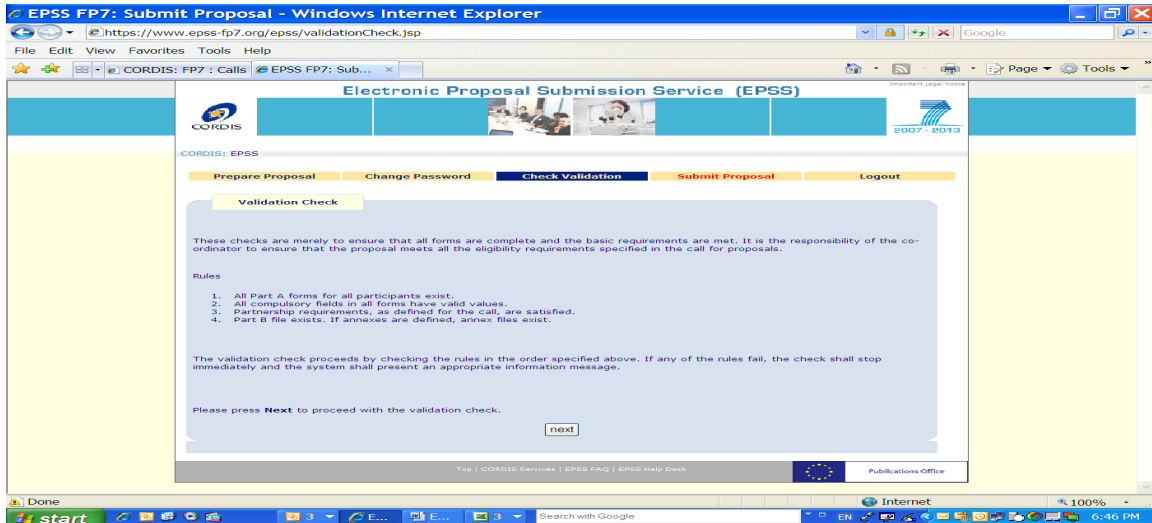 EPSS FP7: Submit Proposal - Windows Internet Explorer
https://www.epss-fp7.org/epss/validationCheck.jsp
Google
File Edit View Favorites Tools Help
CORDIS: FP7 : Calls EPSS FP7: Sub... × Page Tools »
Important Legal Notice
Electronic Proposal Submission Service (EPSS)
CORDIS
2007 - 2013
CORDIS: EPSS
Prepare Proposal Change Password Check Validation Submit Proposal Logout
Validation Check
These checks are merely to ensure that all forms are complete and the basic requirements are met. It is the responsibility of the co-
ordinator to ensure that the proposal meets all the eligibility requirements specified in the call for proposals.
Rules
1. All Part A forms for all participants exist.
2. All compulsory fields in all forms have valid values.
3. Partnership requirements, as defined for the call, are satisfied.
4. Part B file exists. If annexes are defined, annex files exist.
The validation check proceeds by checking the rules in the order specified above. If any of the rules fail, the check shall stop
immediately and the system shall present an appropriate information message.
Please press Next to proceed with the validation check.
next
Top | CORDIS Services | EPSS FAQ | EPSS Help Desk
Publications Office
Done Internet 100%
start 3 E... E... 3 Search with Google EN 6:46 PM